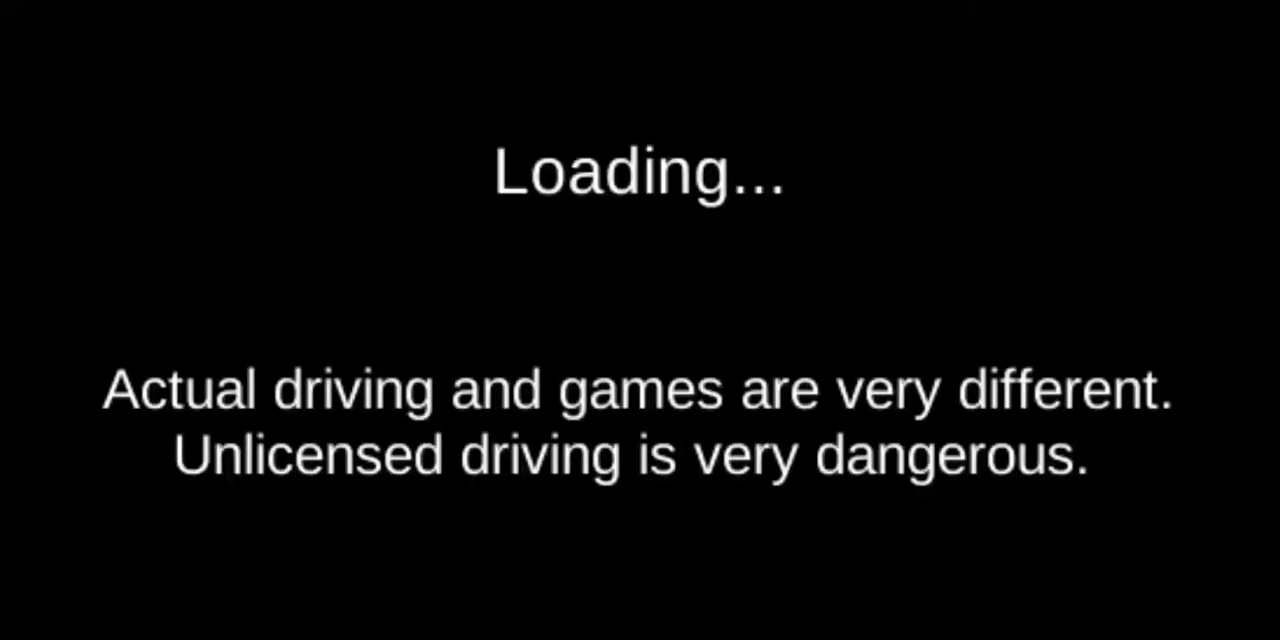 Loading...
Actual driving and games are very different.
Unlicensed driving is very dangerous.